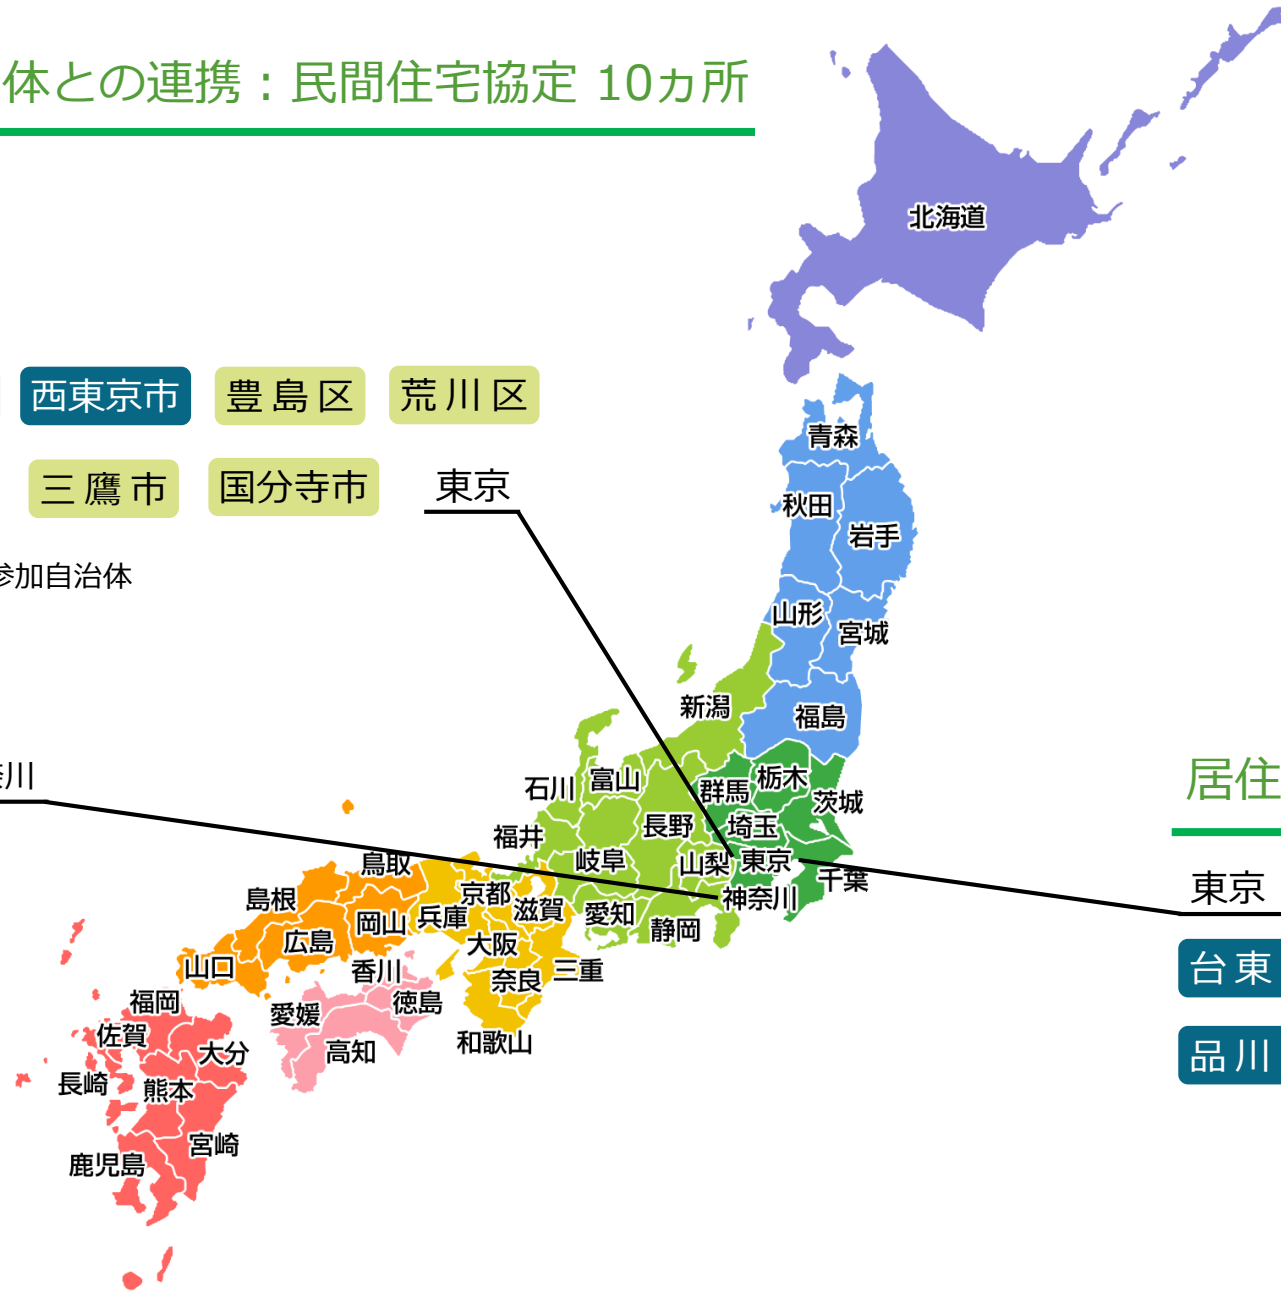 体との連携：民間住宅協定 10ヵ所
西東京市 豊島区 荒川区
三鷹市 国分寺市 東京
参加自治体
奈川
北海道
青森
秋田
岩手
山形
宮城
新潟
福島
石川
富山
群馬
栃木
茨城
福井
長野
埼玉
岐阜
山梨
東京
千葉
神奈川
愛知
静岡
鳥取
島根
岡山
兵庫
京都
滋賀
広島
大阪
山口
香川
奈良
三重
福岡
愛媛
徳島
佐賀
高知
和歌山
大分
長崎
熊本
宮崎
鹿児島
居住
東京
台東
品川